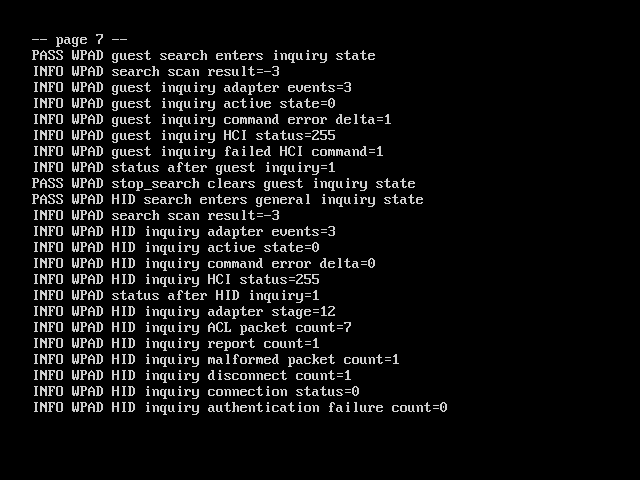 -- page 7 --
PASS WPAD guest search enters inquiry state
INFO WPAD search scan result=-3
INFO WPAD guest inquiry adapter events=3
INFO WPAD guest inquiry active state=0
INFO WPAD guest inquiry command error delta=1
INFO WPAD guest inquiry HCI status=255
INFO WPAD guest inquiry failed HCI command=1
INFO WPAD status after guest inquiry=1
PASS WPAD stop_search clears guest inquiry state
PASS WPAD HID search enters general inquiry state
INFO WPAD search scan result=-3
INFO WPAD HID inquiry adapter events=3
INFO WPAD HID inquiry active state=0
INFO WPAD HID inquiry command error delta=0
INFO WPAD HID inquiry HCI status=255
INFO WPAD status after HID inquiry=1
INFO WPAD HID inquiry adapter stage=12
INFO WPAD HID inquiry ACL packet count=7
INFO WPAD HID inquiry report count=1
INFO WPAD HID inquiry malformed packet count=1
INFO WPAD HID inquiry disconnect count=1
INFO WPAD HID inquiry connection status=0
INFO WPAD HID inquiry authentication failure count=0